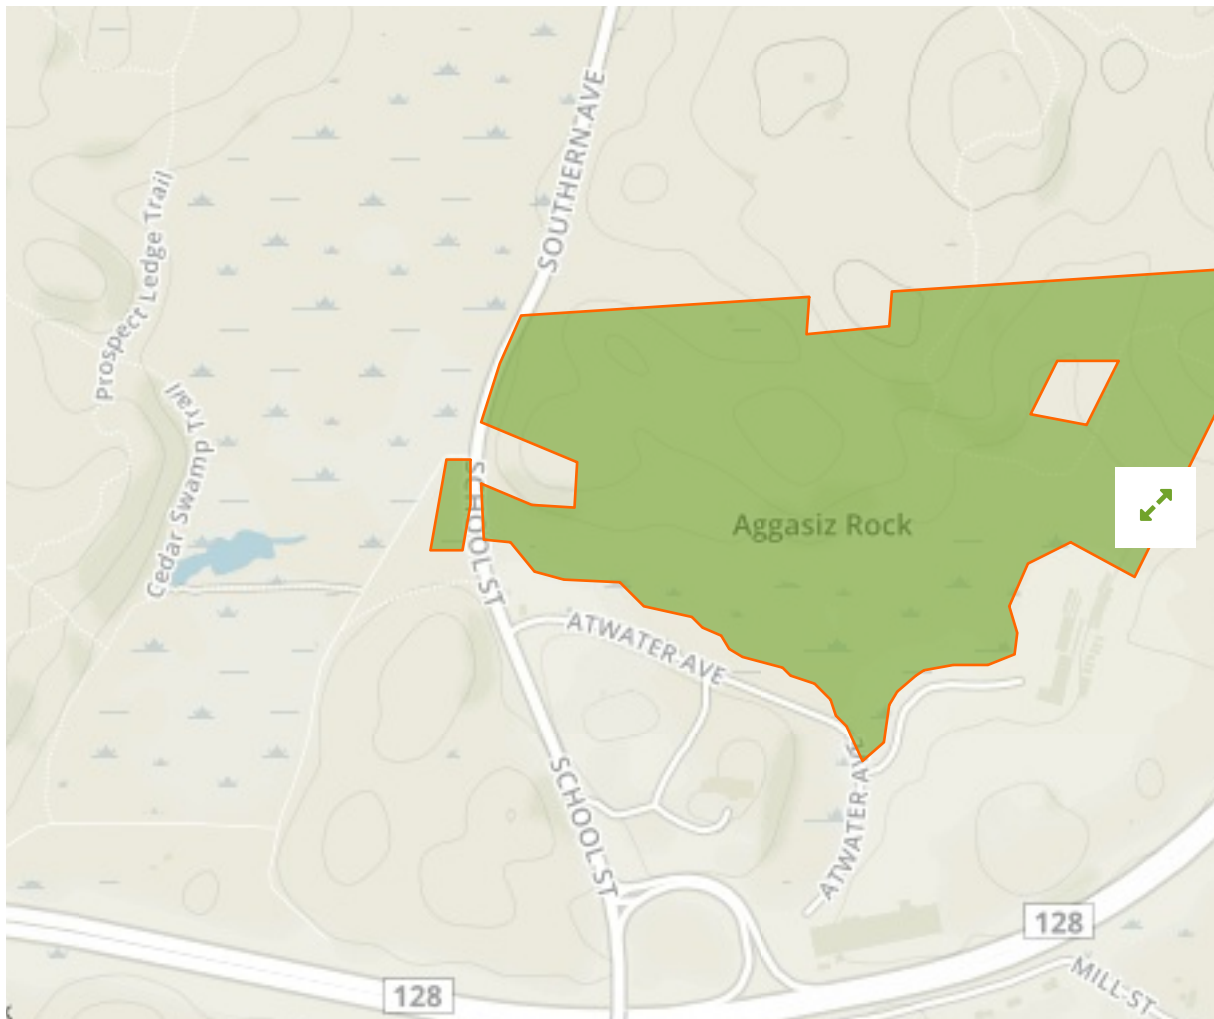 SOUTHERN AVE
Prospect Ledge Trail
Cedar Swamp Trail
SCHOOL ST
Aggasiz Rock
ATWATER AVE
SCHOOL ST
ATWATER AVE
128
128
MILL ST